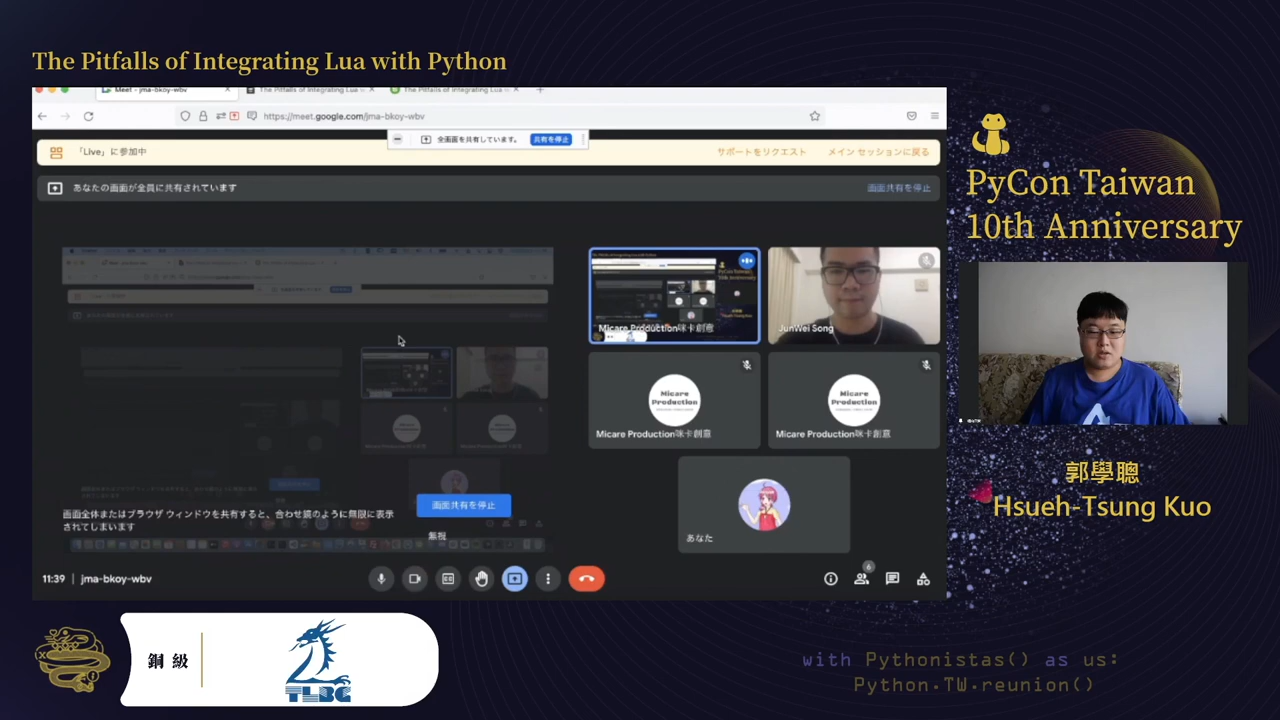 The Pitfalls of Integrating Lua with Python
Meet - jma-bkoy-wbv
The Pitfalls of Integrating Lua
The Pitfalls of Integrating Lua
https://meet.google.com/jma-bkoy-wbv
全画面を共有しています。
共有を停止
「Live」に参加中
サポートをリクエスト
メイン セッションに戻る
あなたの画面が全員に共有されています
画面共有を停止
Micare Production咪卡創意
JunWei Song
Micare
Production
Micare Production咪卡創意
Micare
Production
Micare Production咪卡創意
画面全体またはブラウザ ウィンドウを共有すると、合わせ鏡のように無限に表示
されてしまいます
画面共有を停止
無視
あなた
11:39
jma-bkoy-wbv
6
PyCon Taiwan
10th Anniversary
郭學聰
Hsueh-Tsung Kuo
銅級
TLBC
with Pythonistas() as us:
Python.TW.reunion()